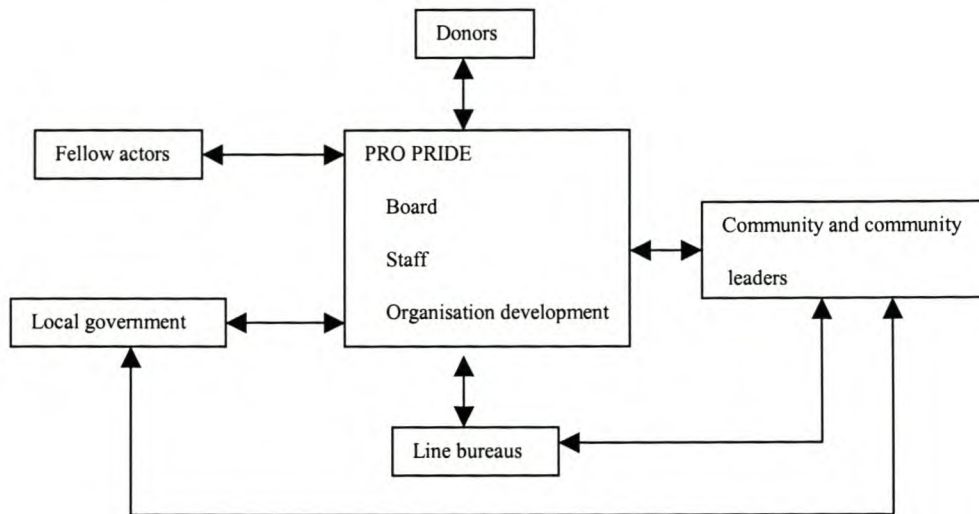 Donors
Fellow actors
PRO PRIDE
Board
Staff
Organisation development
Community and community
leaders
Local government
Line bureaus